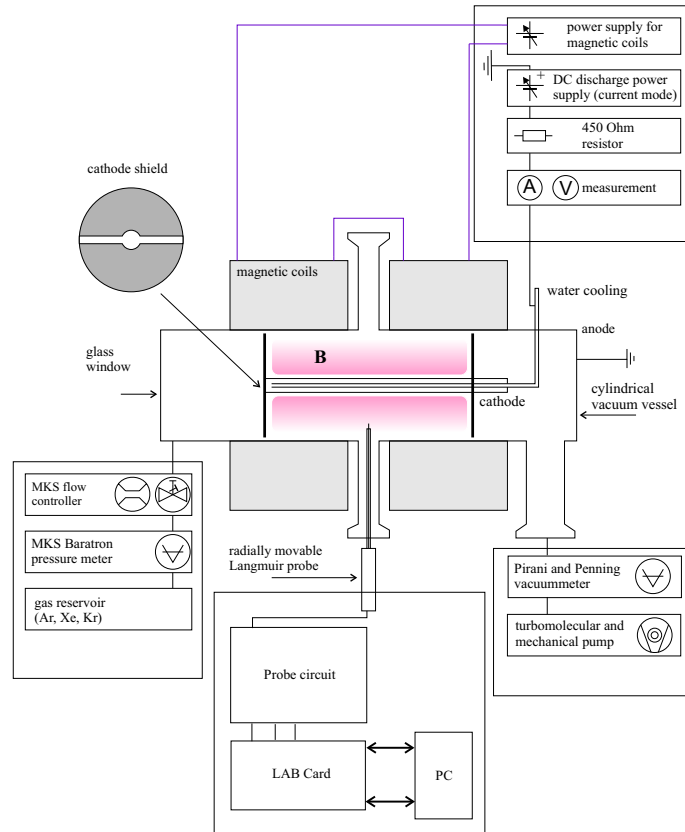 power supply for
magnetic coils
+
DC discharge power
supply (current mode)
450 Ohm
resistor
A
V
measurement
cathode shield
magnetic coils
water cooling
anode
glass
window
B
cathode
cylindrical
vacuum vessel
MKS flow
controller
MKS Baratron
pressure meter
gas reservoir
(Ar, Xe, Kr)
radially movable
Langmuir probe
Pirani and Penning
vacuummeter
turbomolecular and
mechanical pump
Probe circuit
LAB Card
PC